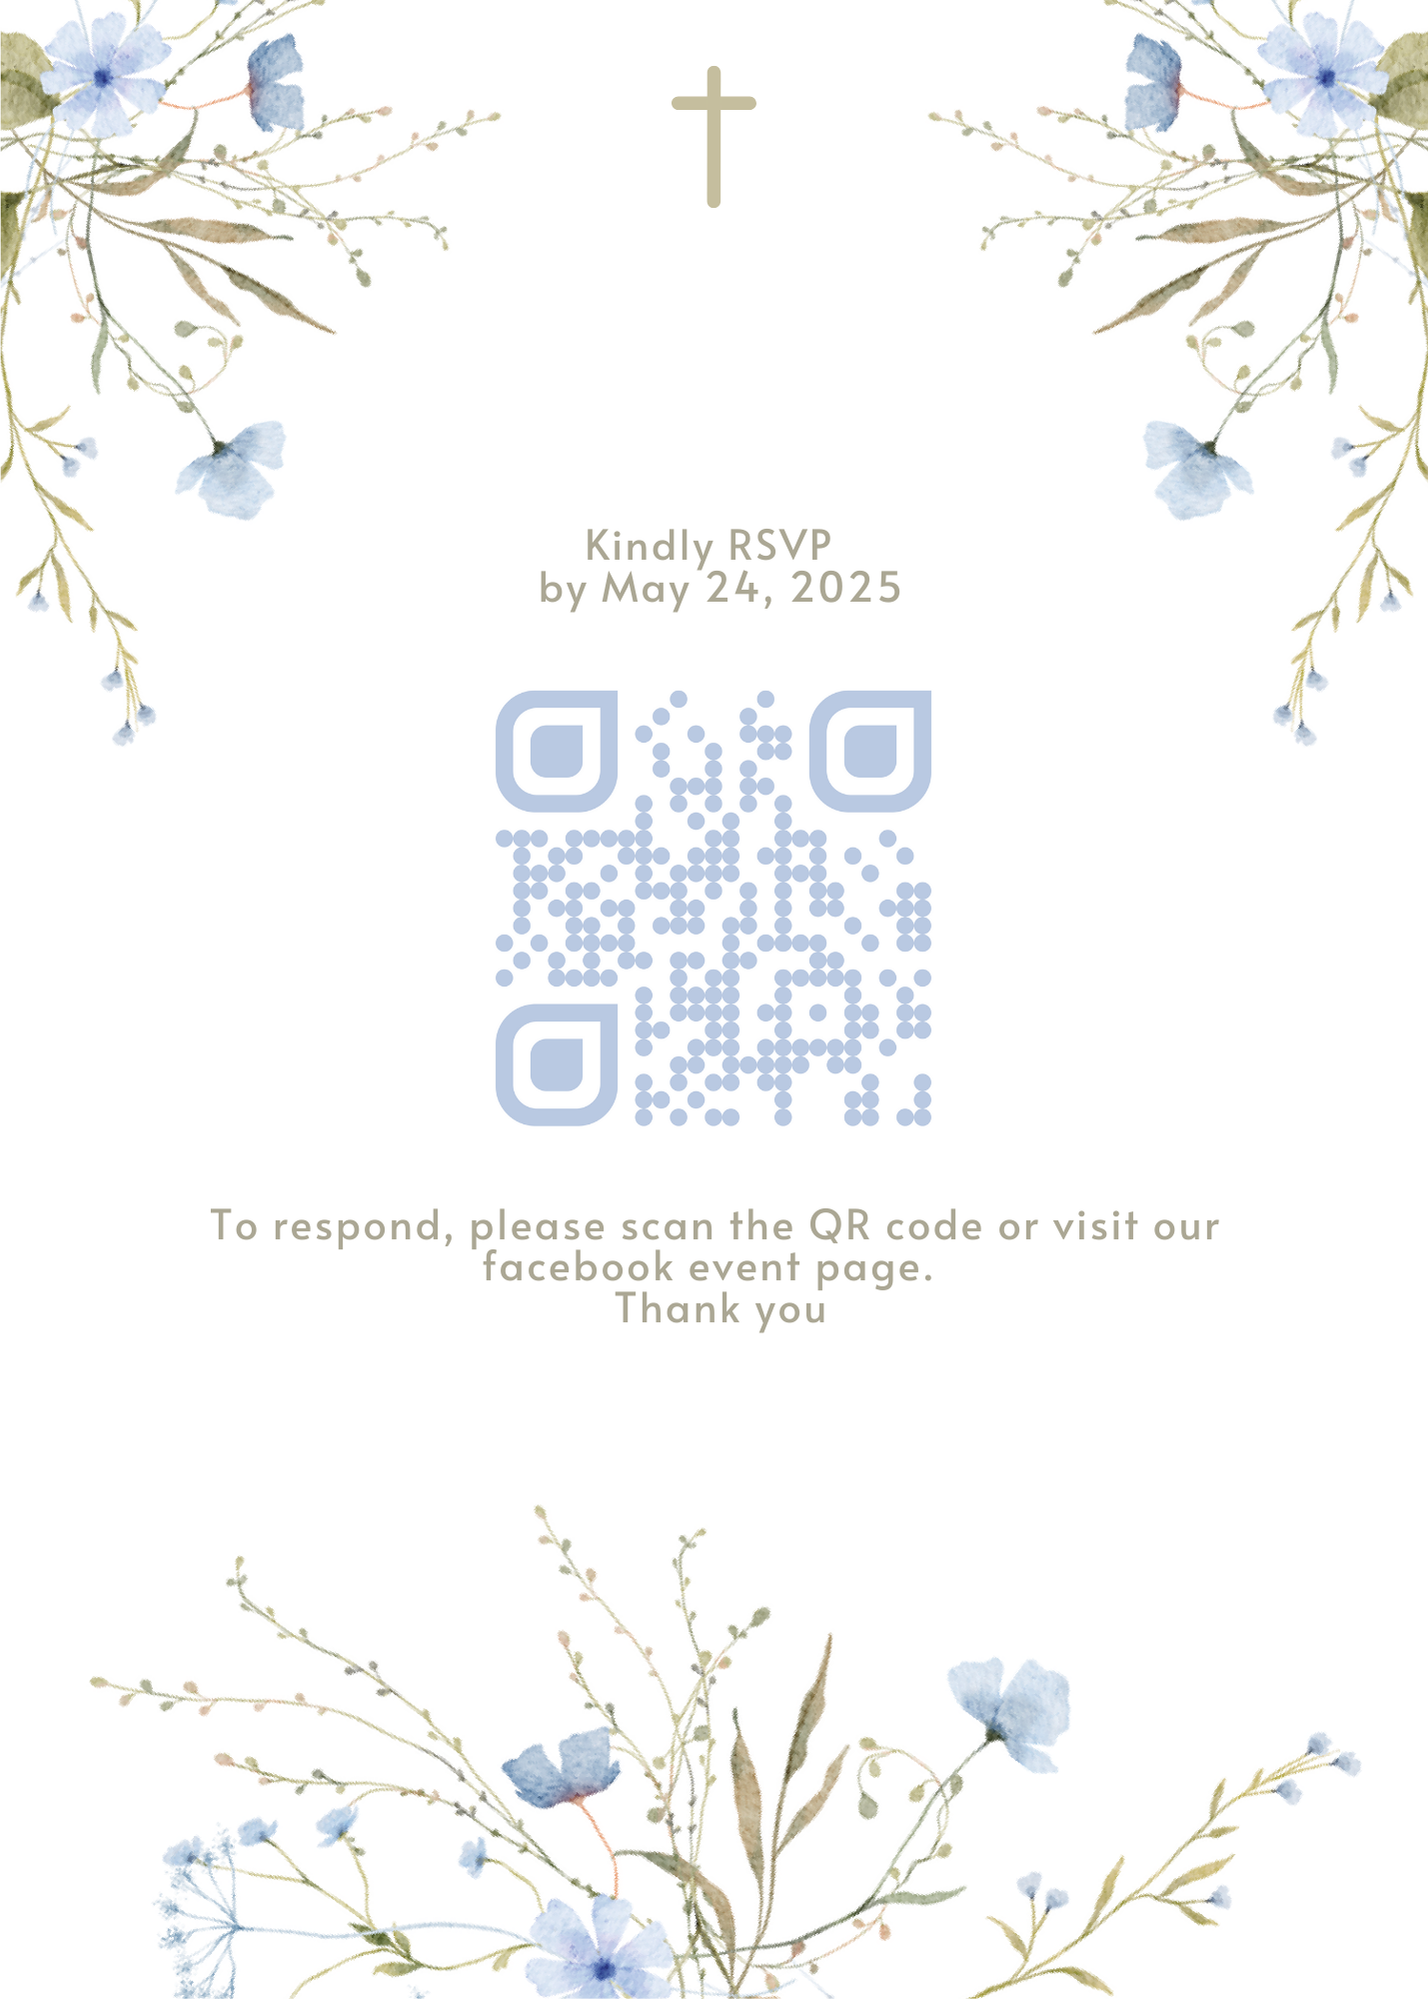 Kindly RSVP
by May 24, 2025
To respond, please scan the QR code or visit our
facebook event page.
Thank you